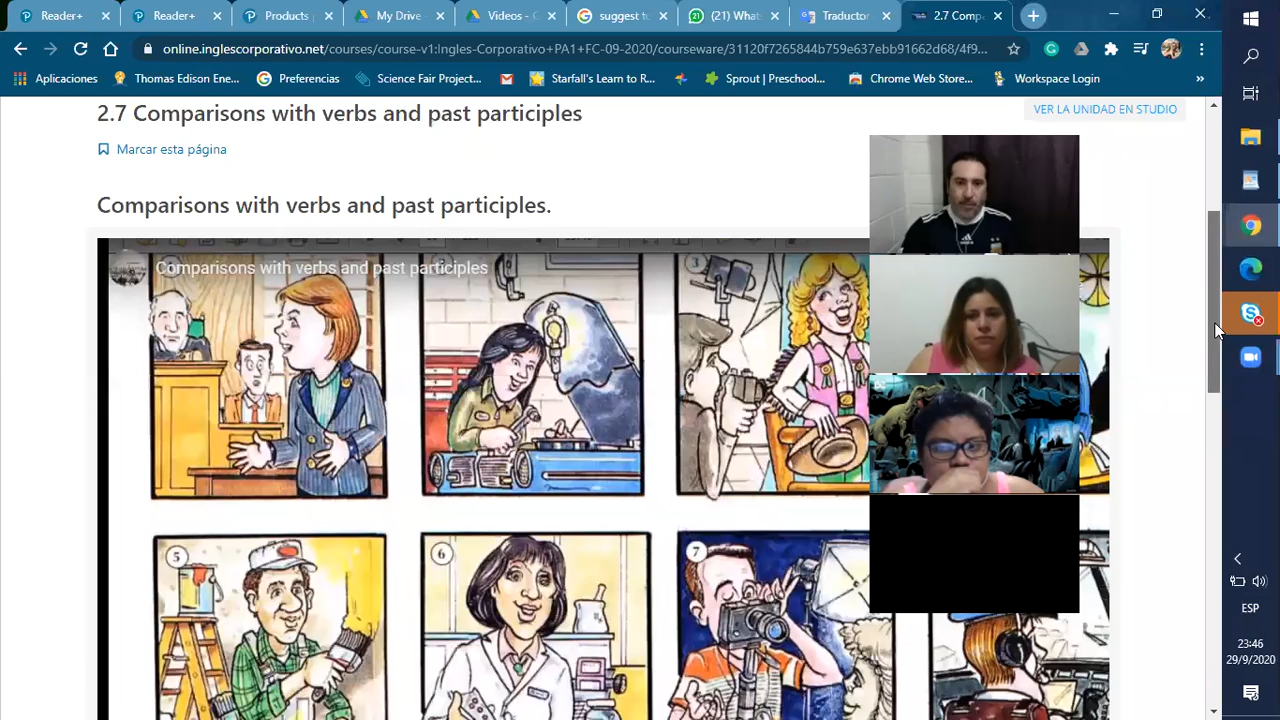 Reader+
Reader+
Products
My Drive -
Videos - G
suggest to
(21) What
Traductor
2.7 Comp
online.inglescorporativo.net/courses/course-v1:Ingles-Corporativo+PA1+FC-09-2020/courseware/31120f7265844b759e637ebb91662d68/4f9...
Aplicaciones
Thomas Edison Ene...
Preferencias
Science Fair Project...
Starfall's Learn to R...
Sprout | Preschool...
Chrome Web Store...
Workspace Login
»
2.7 Comparisons with verbs and past participles
VER LA UNIDAD EN STUDIO
Marcar esta página
Comparisons with verbs and past participles.
Comparisons with verbs and past participles
3
5
6
7
ESP
23:46
29/9/2020